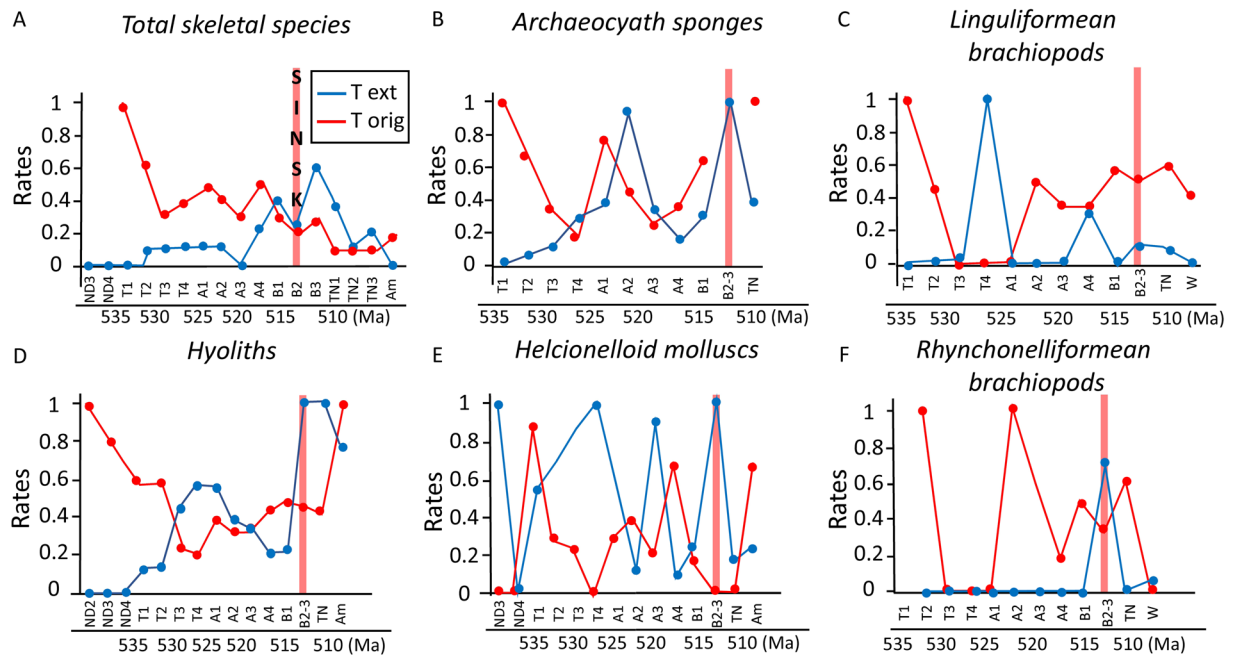 A
Total skeletal species
S
I
N
S
K
T ext
T orig
Rates
1
0.8
0.6
0.4
0.2
0
ND3 ND4 T1 T2 T3 T4 A1 A2 A3 A4 B1 B2 B3 TN1 TN2 TN3 Am
535 530 525 520 515 510 (Ma)
B
Archaeocyath sponges
Rates
1
0.8
0.6
0.4
0.2
0
T1 T2 T3 T4 A1 A2 A3 A4 B1 B2-3 TN
535 530 525 520 515 510 (Ma)
C
Linguliformean
brachiopods
Rates
1
0.8
0.6
0.4
0.2
0
T1 T2 T3 T4 A1 A2 A3 A4 B1 B2-3 TN W
535 530 525 520 515 510 (Ma)
D
Hyoliths
Rates
1
0.8
0.6
0.4
0.2
0
ND2 ND3 ND4 T1 T2 T3 T4 A1 A2 A3 A4 B1 B2-3 TN Am
535 530 525 520 515 510 (Ma)
E
Helcionelloid molluscs
Rates
1
0.8
0.6
0.4
0.2
0
ND3 ND4 T1 T2 T3 T4 A1 A2 A3 A4 B1 B2-3 TN Am
535 530 525 520 515 510 (Ma)
F
Rhynchonelliformean
brachiopods
Rates
1
0.8
0.6
0.4
0.2
0
T1 T2 T3 T4 A1 A2 A3 A4 B1 B2-3 TN W
535 530 525 520 515 510 (Ma)